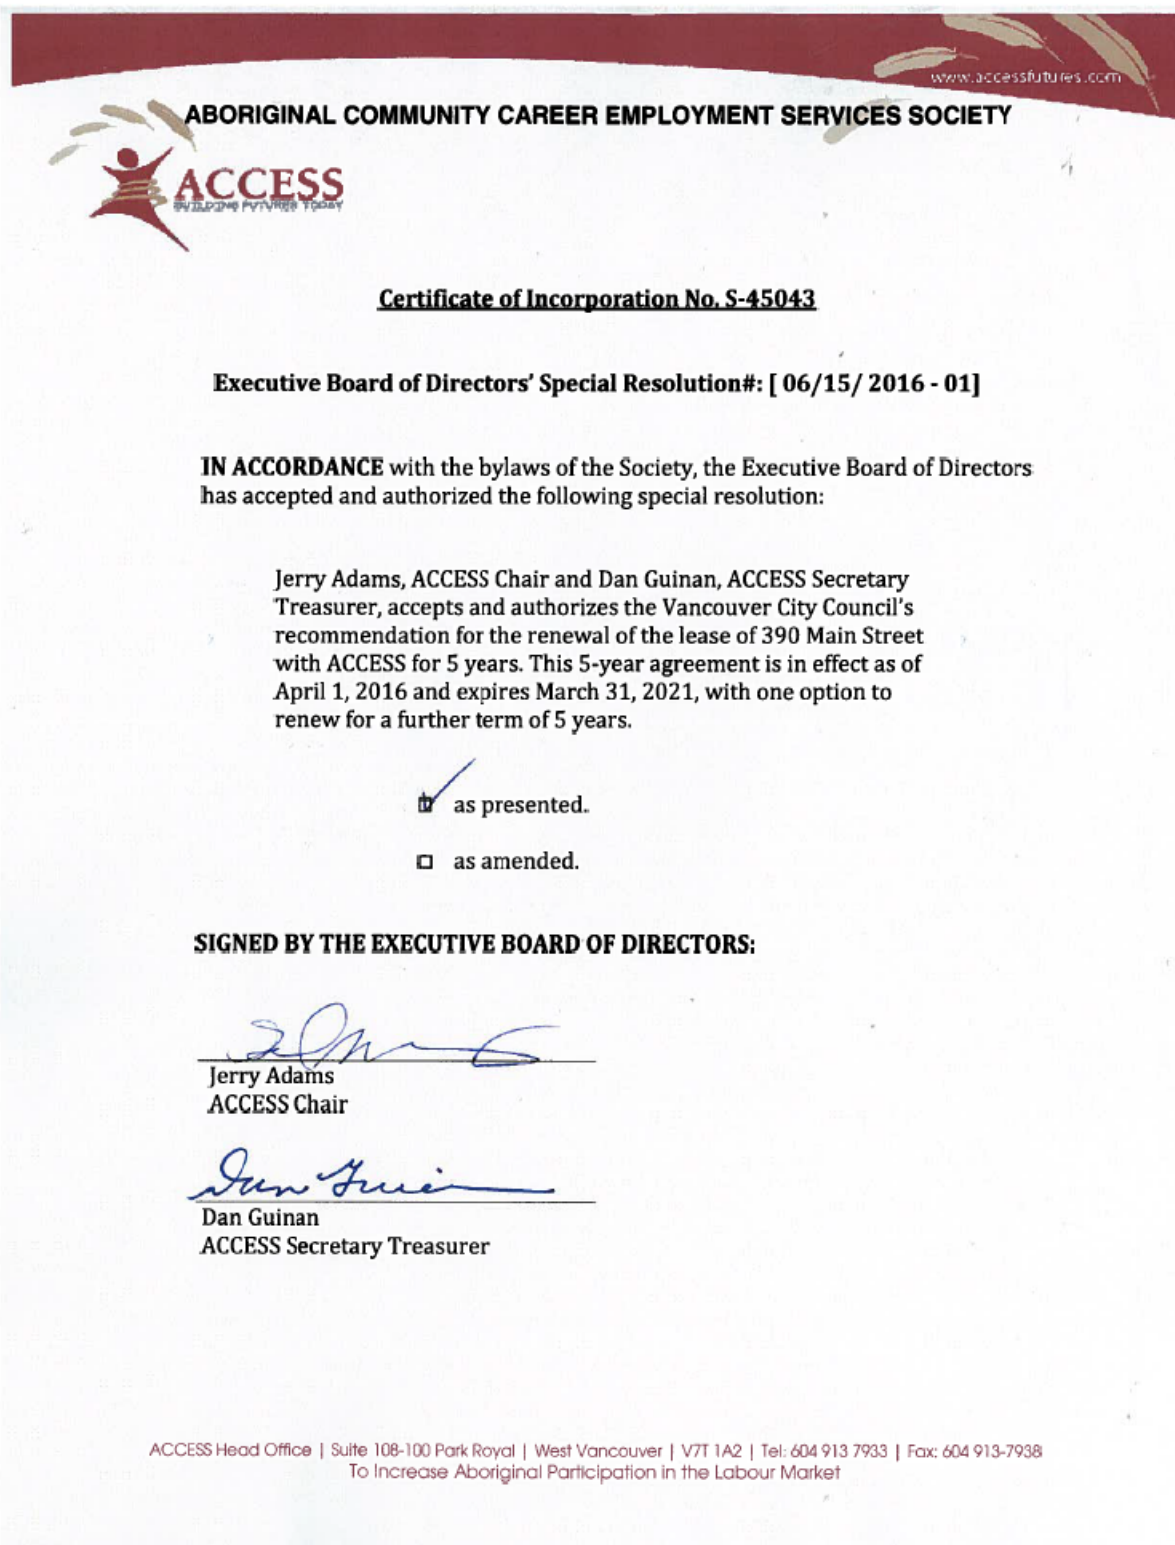 www.accessfutures.com
ABORIGINAL COMMUNITY CAREER EMPLOYMENT SERVICES SOCIETY
ACCESS
BUILDING FUTURES TODAY
Certificate of Incorporation No. S-45043
Executive Board of Directors' Special Resolution#: [ 06/15/ 2016 - 01]
IN ACCORDANCE with the bylaws of the Society, the Executive Board of Directors
has accepted and authorized the following special resolution:
Jerry Adams, ACCESS Chair and Dan Guinan, ACCESS Secretary
Treasurer, accepts and authorizes the Vancouver City Council's
recommendation for the renewal of the lease of 390 Main Street
with ACCESS for 5 years. This 5-year agreement is in effect as of
April 1, 2016 and expires March 31, 2021, with one option to
renew for a further term of 5 years.
as presented.
as amended.
SIGNED BY THE EXECUTIVE BOARD OF DIRECTORS:
Jerry Adams
ACCESS Chair
Dan Guinan
ACCESS Secretary Treasurer
ACCESS Head Office | Suite 108-100 Park Royal | West Vancouver | V7T 1A2 | Tel: 604 913 7933 | Fax: 604 913-7938
To Increase Aboriginal Participation in the Labour Market